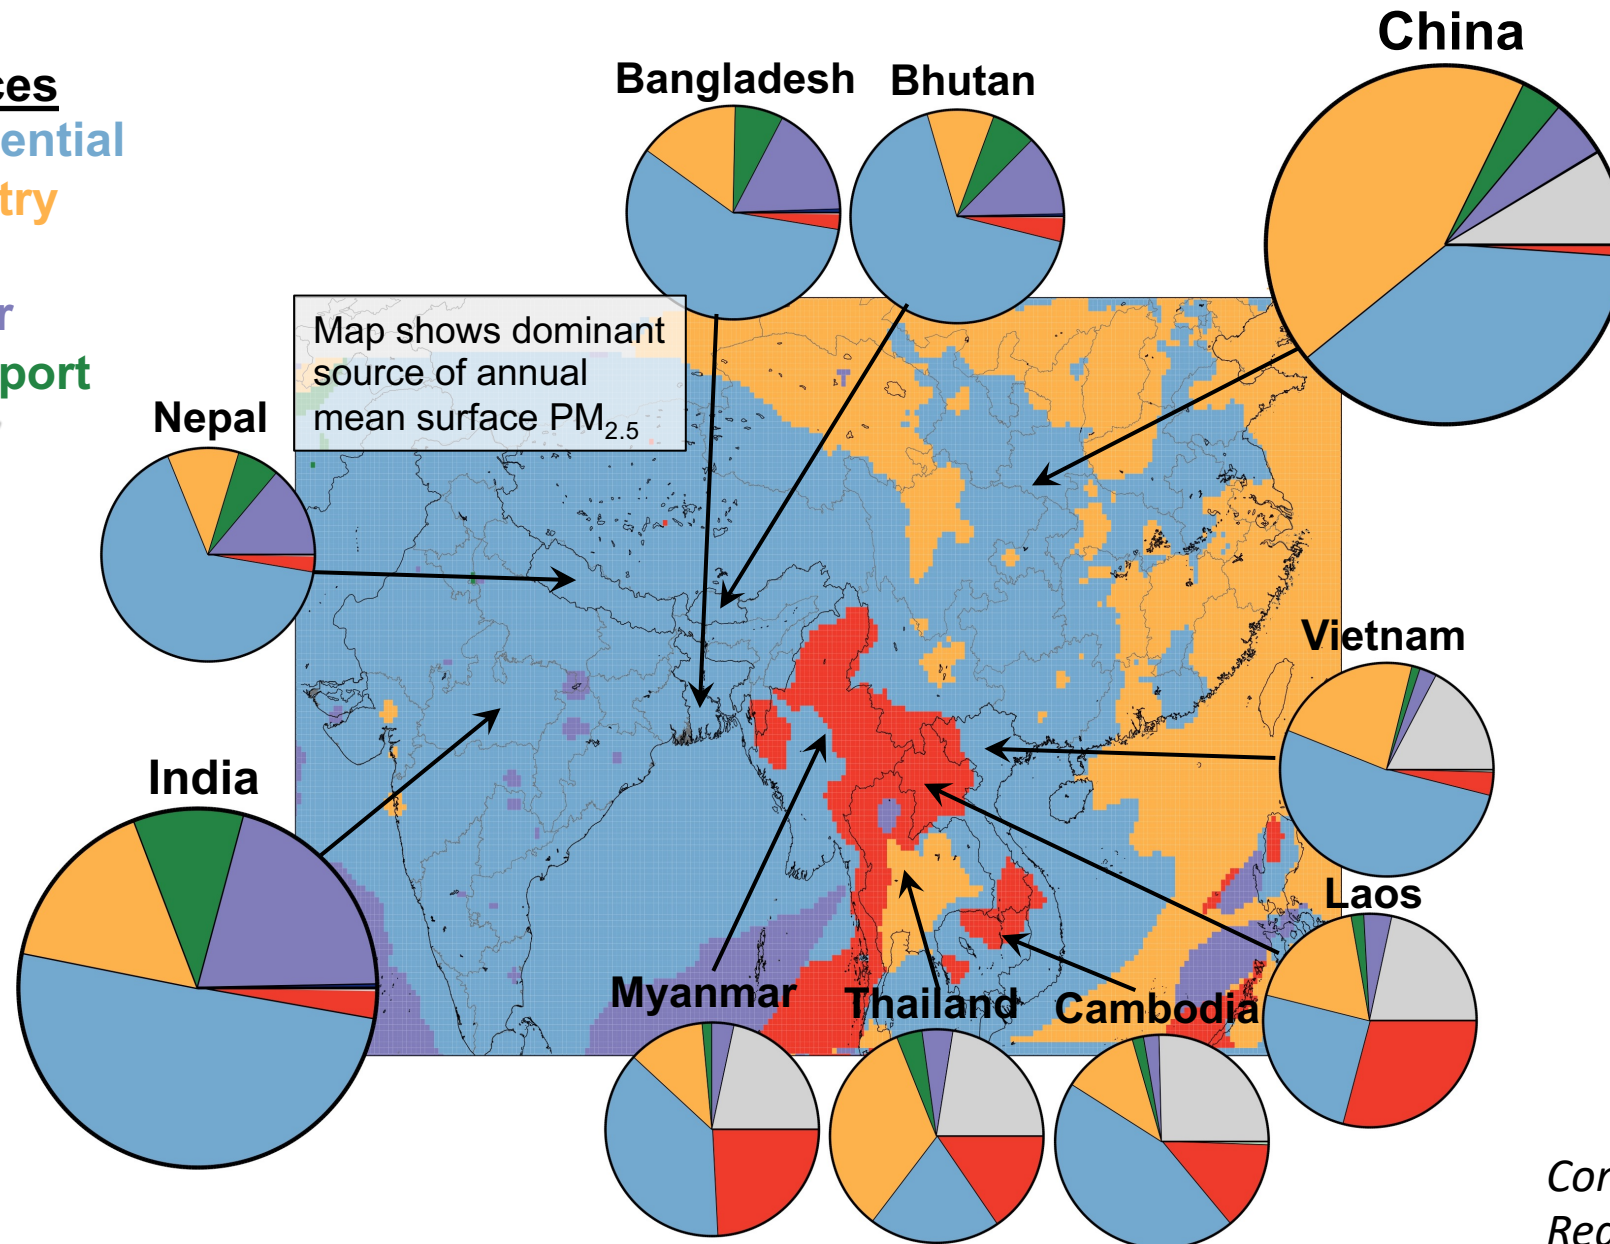 China
Bangladesh
Bhutan
ces
ential
try
r
port
Map shows dominant
source of annual
mean surface PM2.5
Nepal
Vietnam
India
Laos
Myanmar
Thailand
Cambodia
Cor
Rec